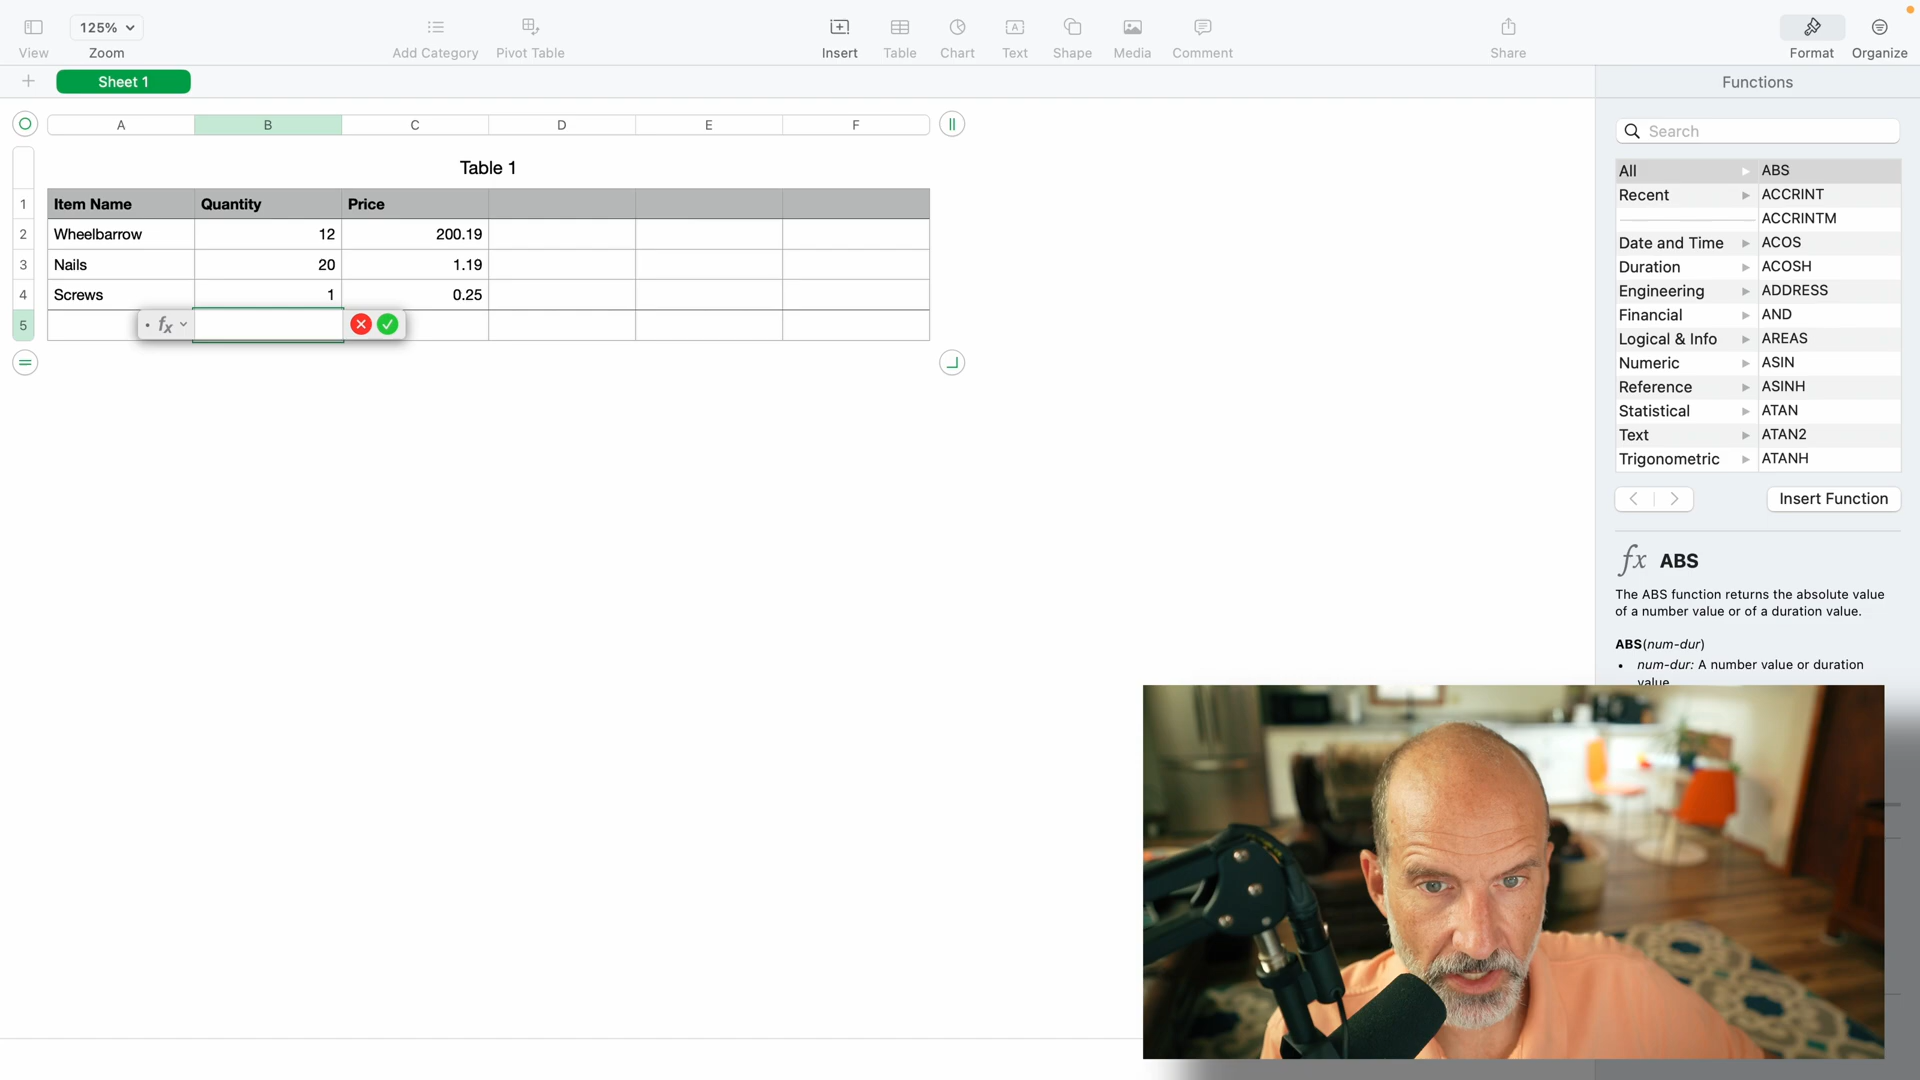 125%
View
Zoom
Add Category
Pivot Table
Insert
Table
Chart
Text
Shape
Media
Comment
Share
Format
Organize
Sheet 1
Functions
A B C D E F
Table 1
1 Item Name Quantity Price
2 Wheelbarrow 12 200.19
3 Nails 20 1.19
4 Screws 1 0.25
5 fx
Search
All ABS
Recent ACCRINT
ACCRINTM
Date and Time ACOS
Duration ACOSH
Engineering ADDRESS
Financial AND
Logical & Info AREAS
Numeric ASIN
Reference ASINH
Statistical ATAN
Text ATAN2
Trigonometric ATANH
Insert Function
fx ABS
The ABS function returns the absolute value
of a number value or of a duration value.
ABS(num-dur)
• num-dur: A number value or duration
value